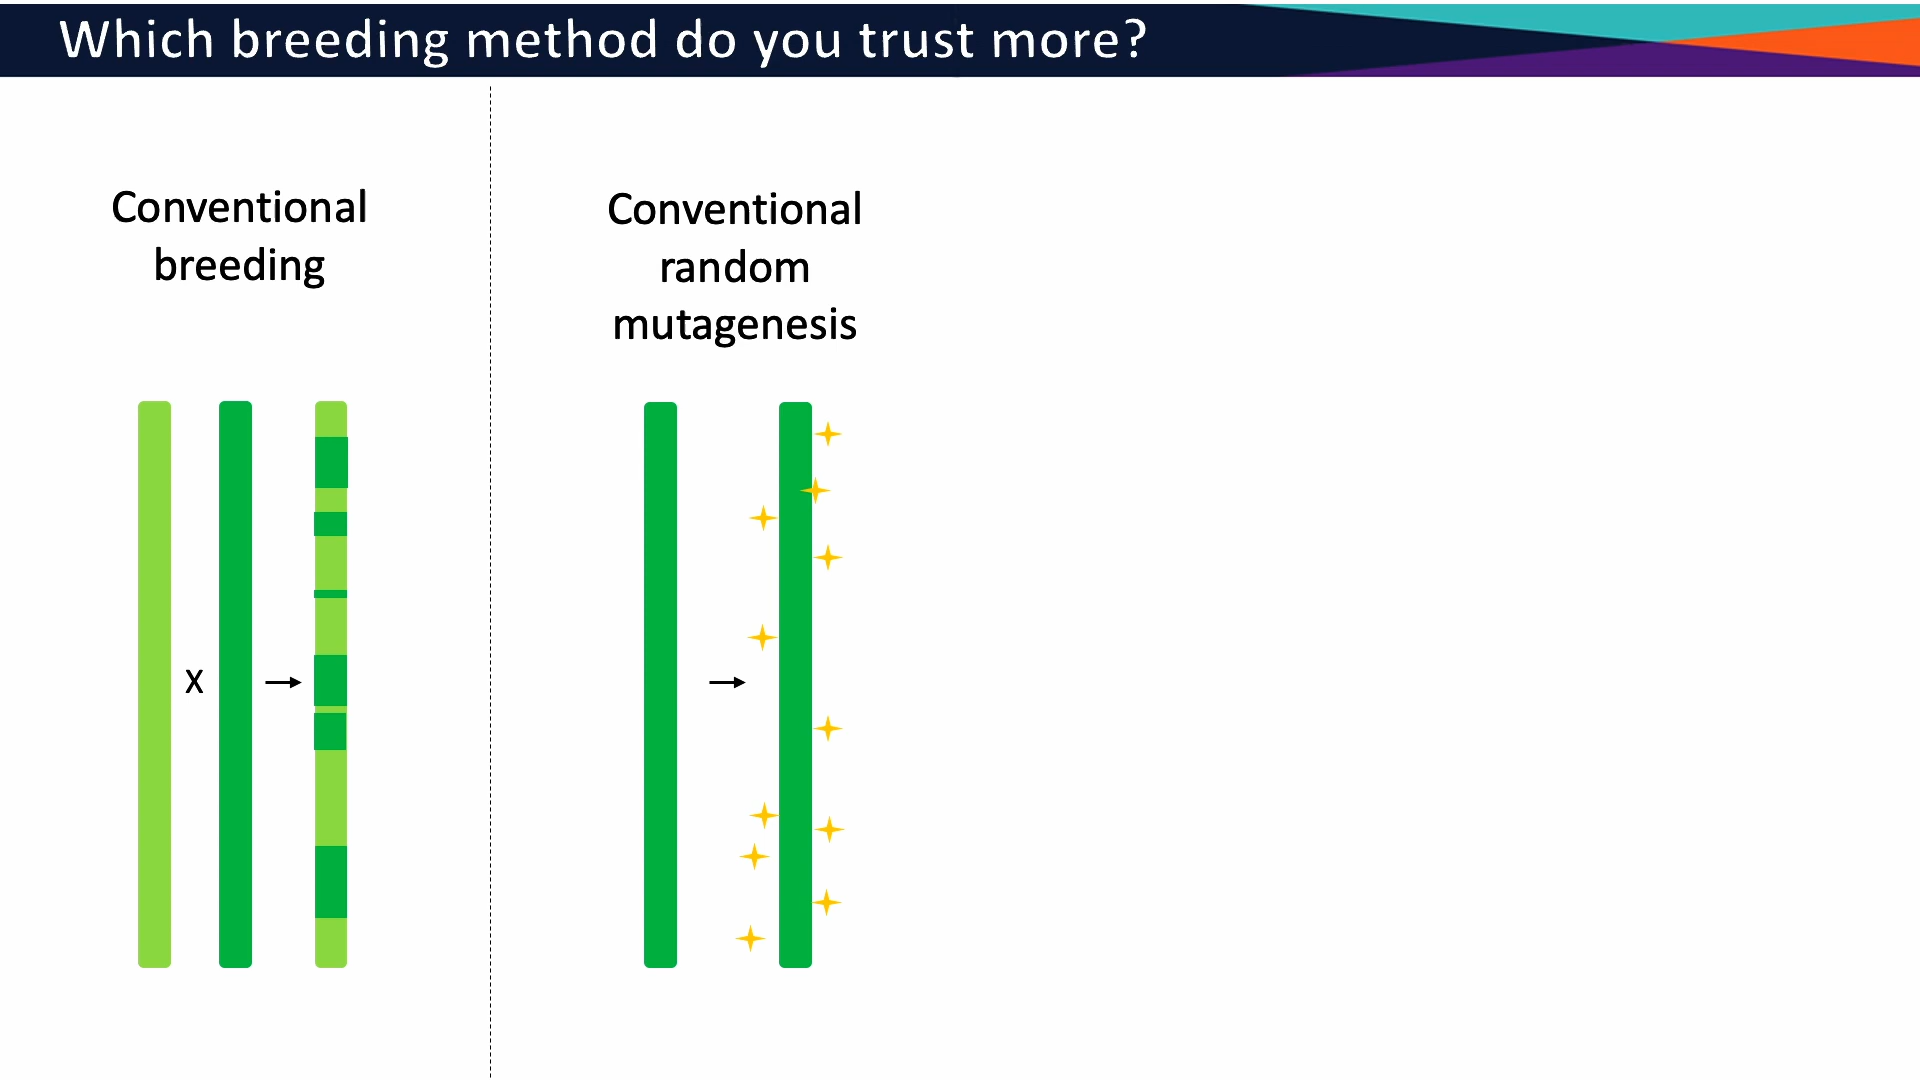 Which breeding method do you trust more?
Conventional
breeding
Conventional
random
mutagenesis
X